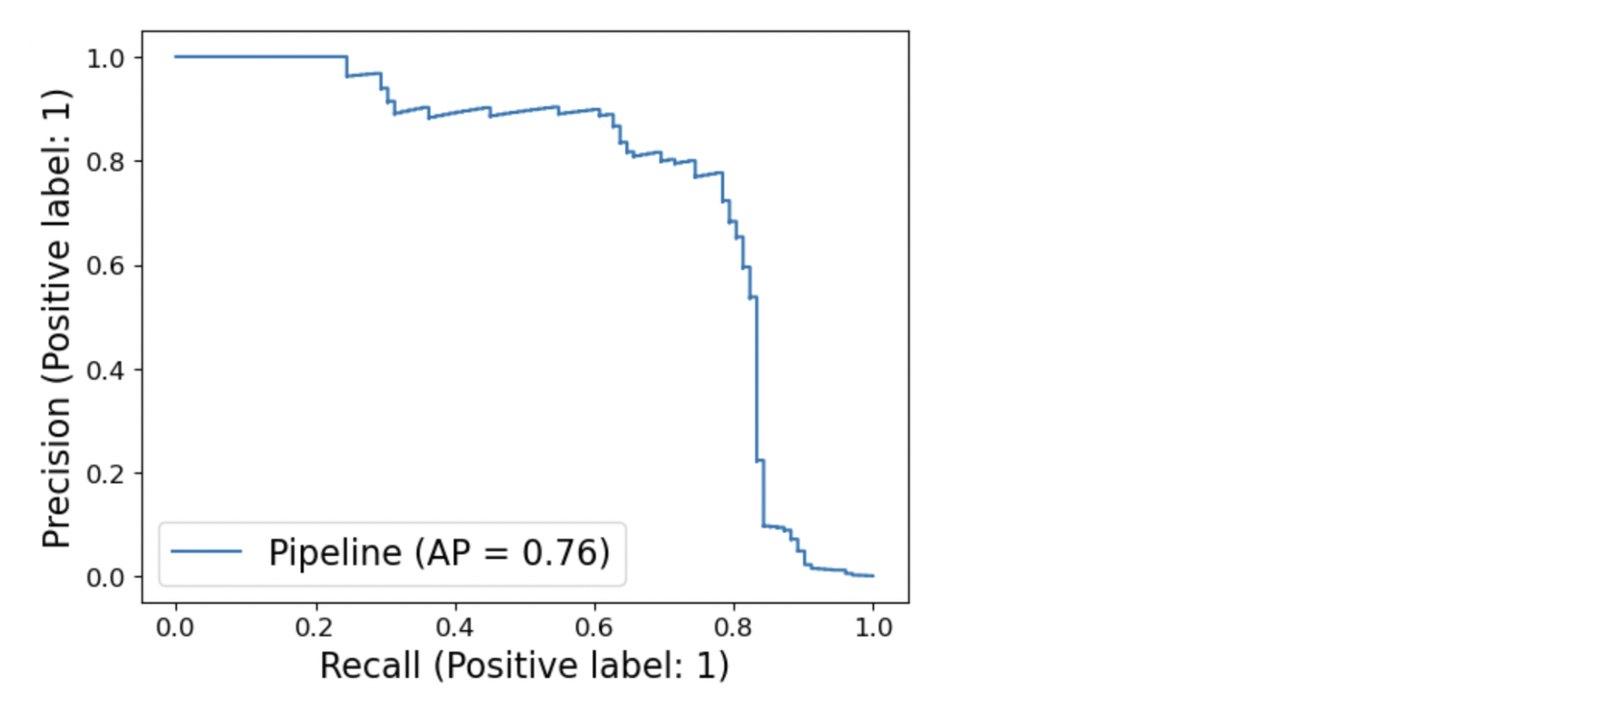 Precision (Positive label: 1)
1.0
0.8
0.6
0.4
0.2
0.0
Pipeline (AP = 0.76)
0.0 0.2 0.4 0.6 0.8 1.0
Recall (Positive label: 1)